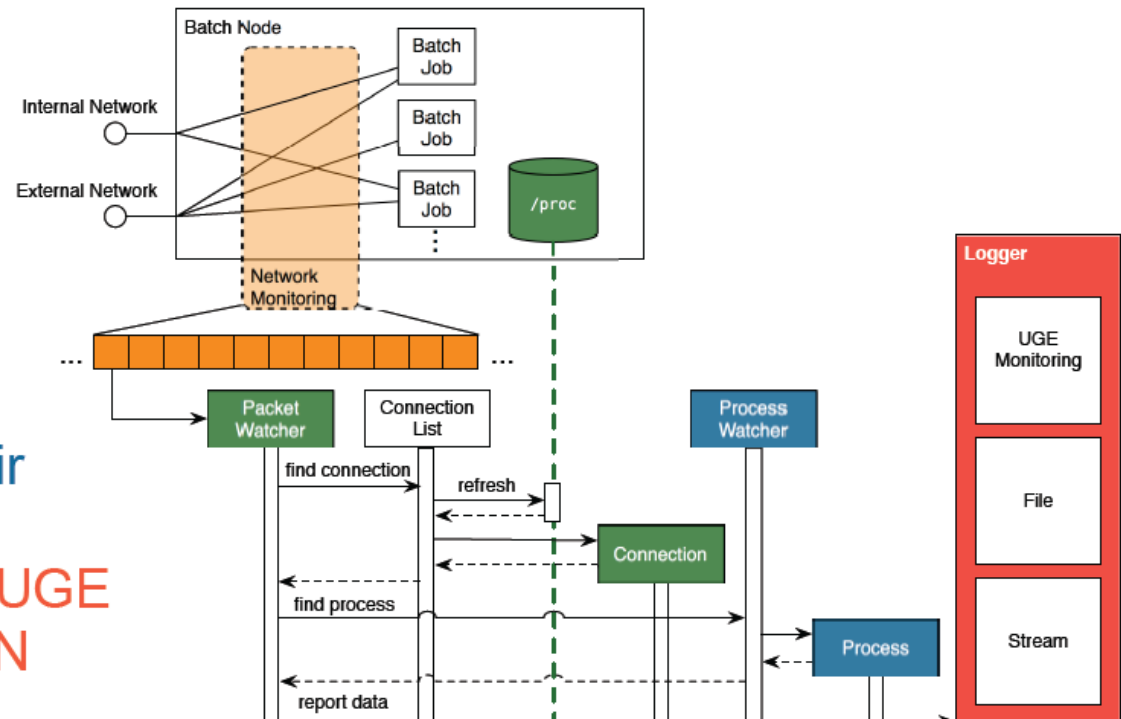 Batch Node
Batch
Job
Internal Network
Batch
Job
External Network
Batch
Job
/proc
Network
Monitoring
Logger
UGE
Monitoring
...
...
Packet
Watcher
Connection
List
Process
Watcher
ir
find connection
refresh
File
Connection
UGE
find process
N
Process
Stream
report data